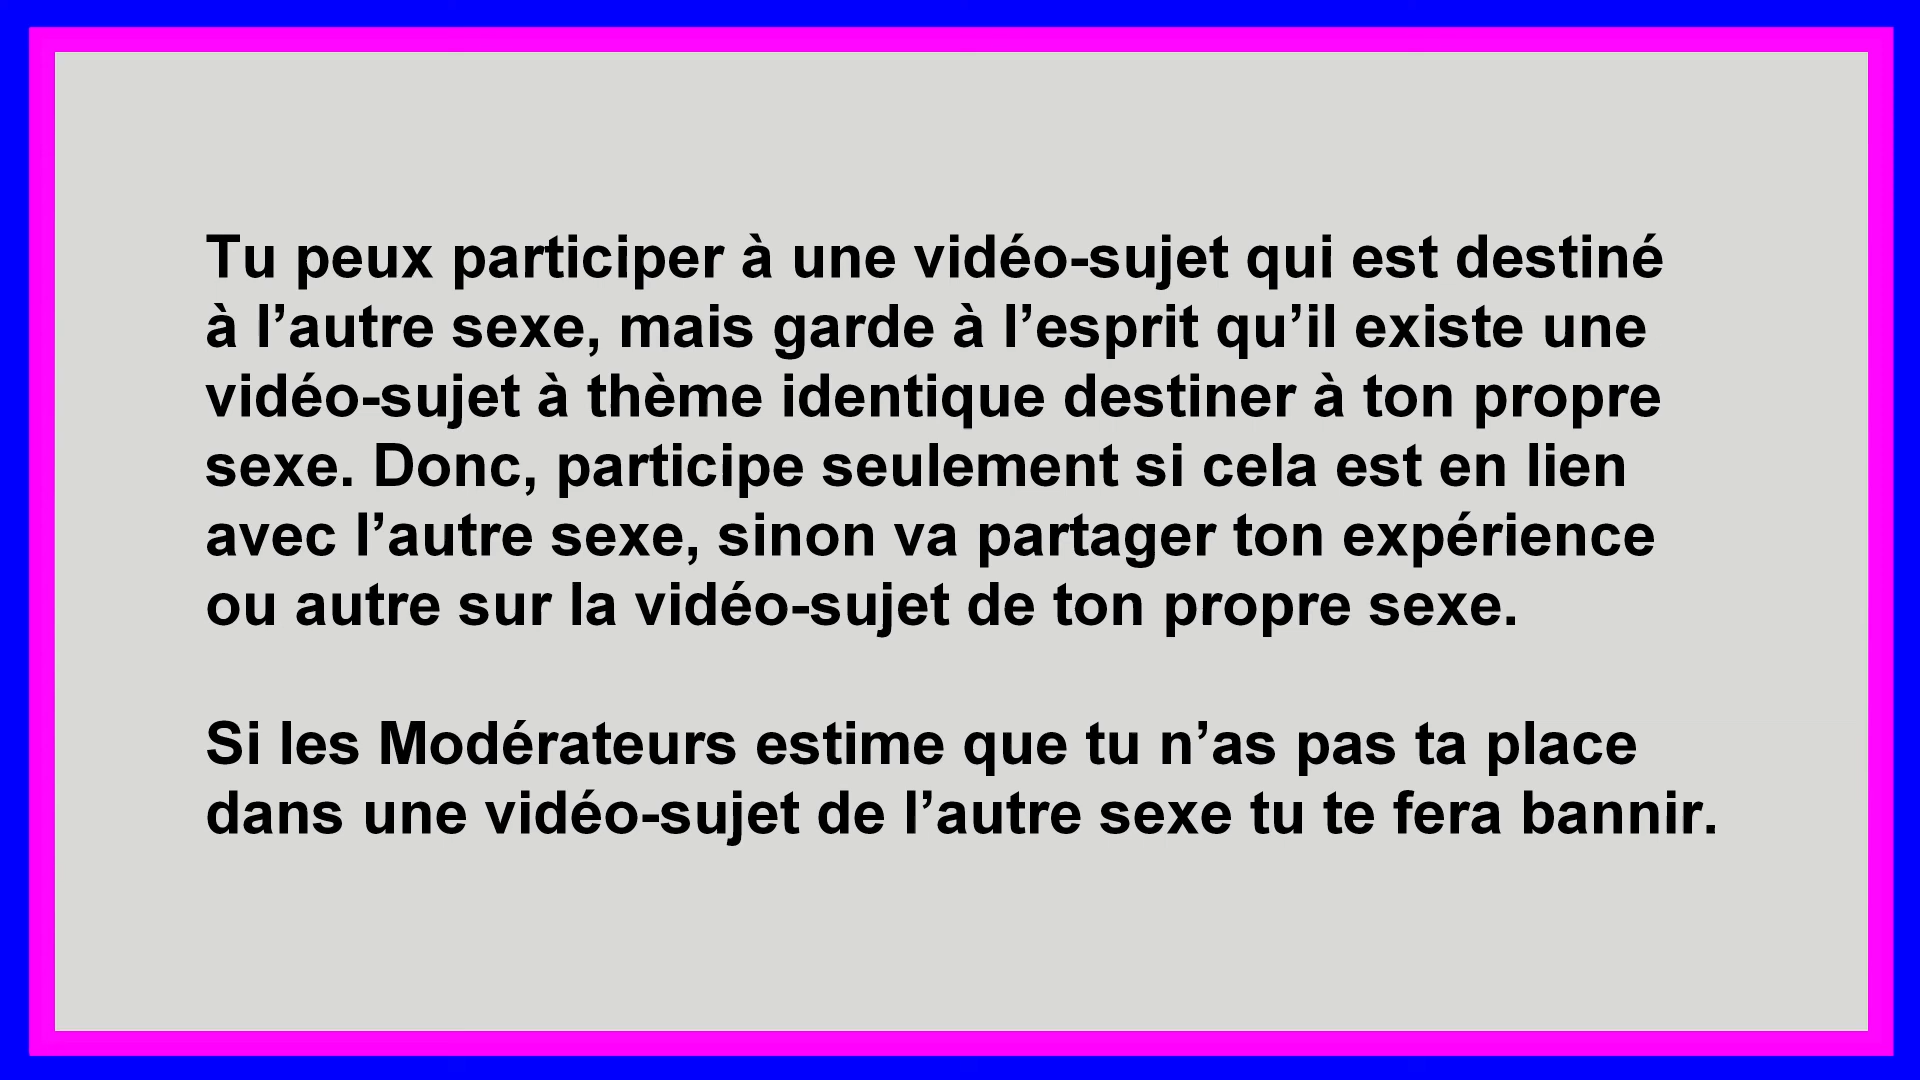 Tu peux participer à une vidéo-sujet qui est destiné
à l’autre sexe, mais garde à l’esprit qu’il existe une
vidéo-sujet à thème identique destiner à ton propre
sexe. Donc, participe seulement si cela est en lien
avec l’autre sexe, sinon va partager ton expérience
ou autre sur la vidéo-sujet de ton propre sexe.
Si les Modérateurs estime que tu n’as pas ta place
dans une vidéo-sujet de l’autre sexe tu te fera bannir.